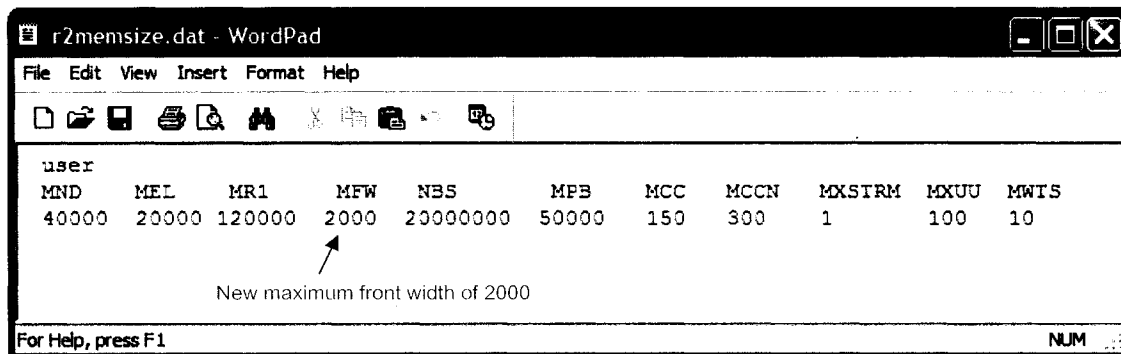 r2memsize.dat - WordPad
File Edit View Insert Format Help
user
MND MEL MR1 MFW NBS MPB MCC MCCN MXSTRM MXUU MWTS
40000 20000 120000 2000 20000000 50000 150 300 1 100 10
New maximum front width of 2000
For Help, press F1 NUM